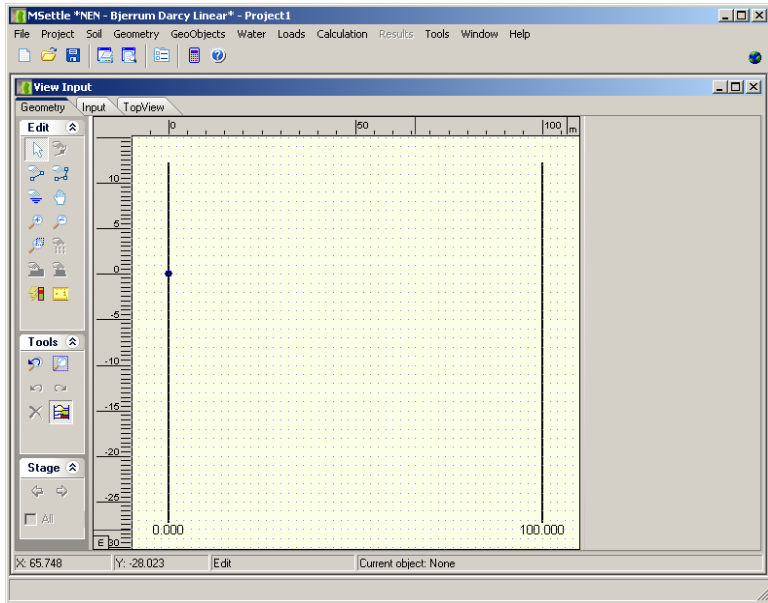 MSettle *NEN - Bjerrum Darcy Linear* - Project1
File Project Soil Geometry GeoObjects Water Loads Calculation Results Tools Window Help
View Input
Geometry Input TopView
Edit
0 50 100 m
10
5
0
-5
-10
-15
-20
-25
Tools
Stage
All
0.000 100.000
E 30
X: 65.748 Y: -28.023 Edit Current object: None